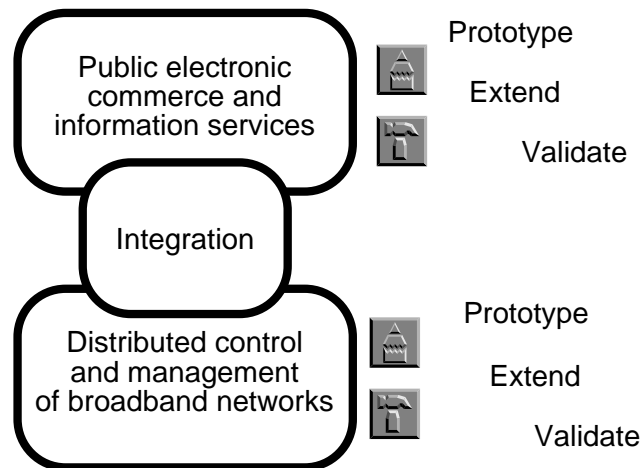 Public electronic
commerce and
information services
Prototype
Extend
Validate
Integration
Distributed control
and management
of broadband networks
Prototype
Extend
Validate